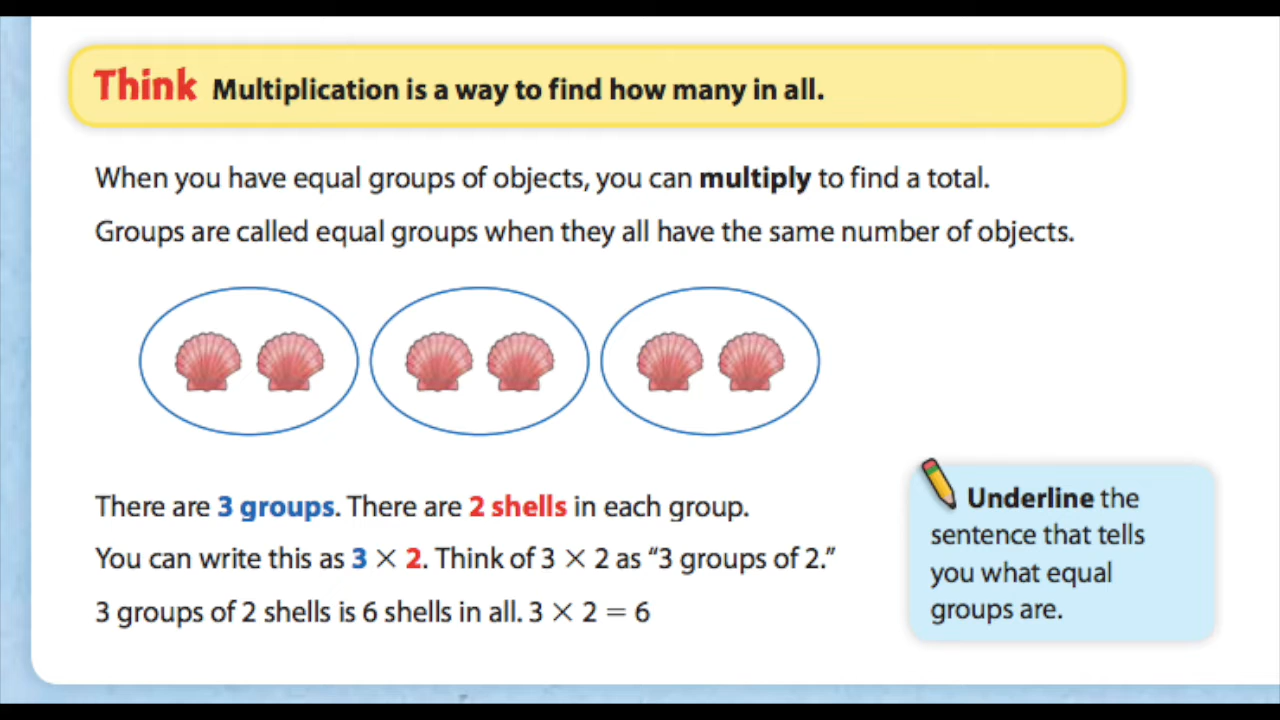 Think Multiplication is a way to find how many in all.
When you have equal groups of objects, you can multiply to find a total.
Groups are called equal groups when they all have the same number of objects.
There are 3 groups. There are 2 shells in each group.
You can write this as 3 × 2. Think of 3 × 2 as “3 groups of 2.”
3 groups of 2 shells is 6 shells in all. 3 × 2 = 6
Underline the
sentence that tells
you what equal
groups are.